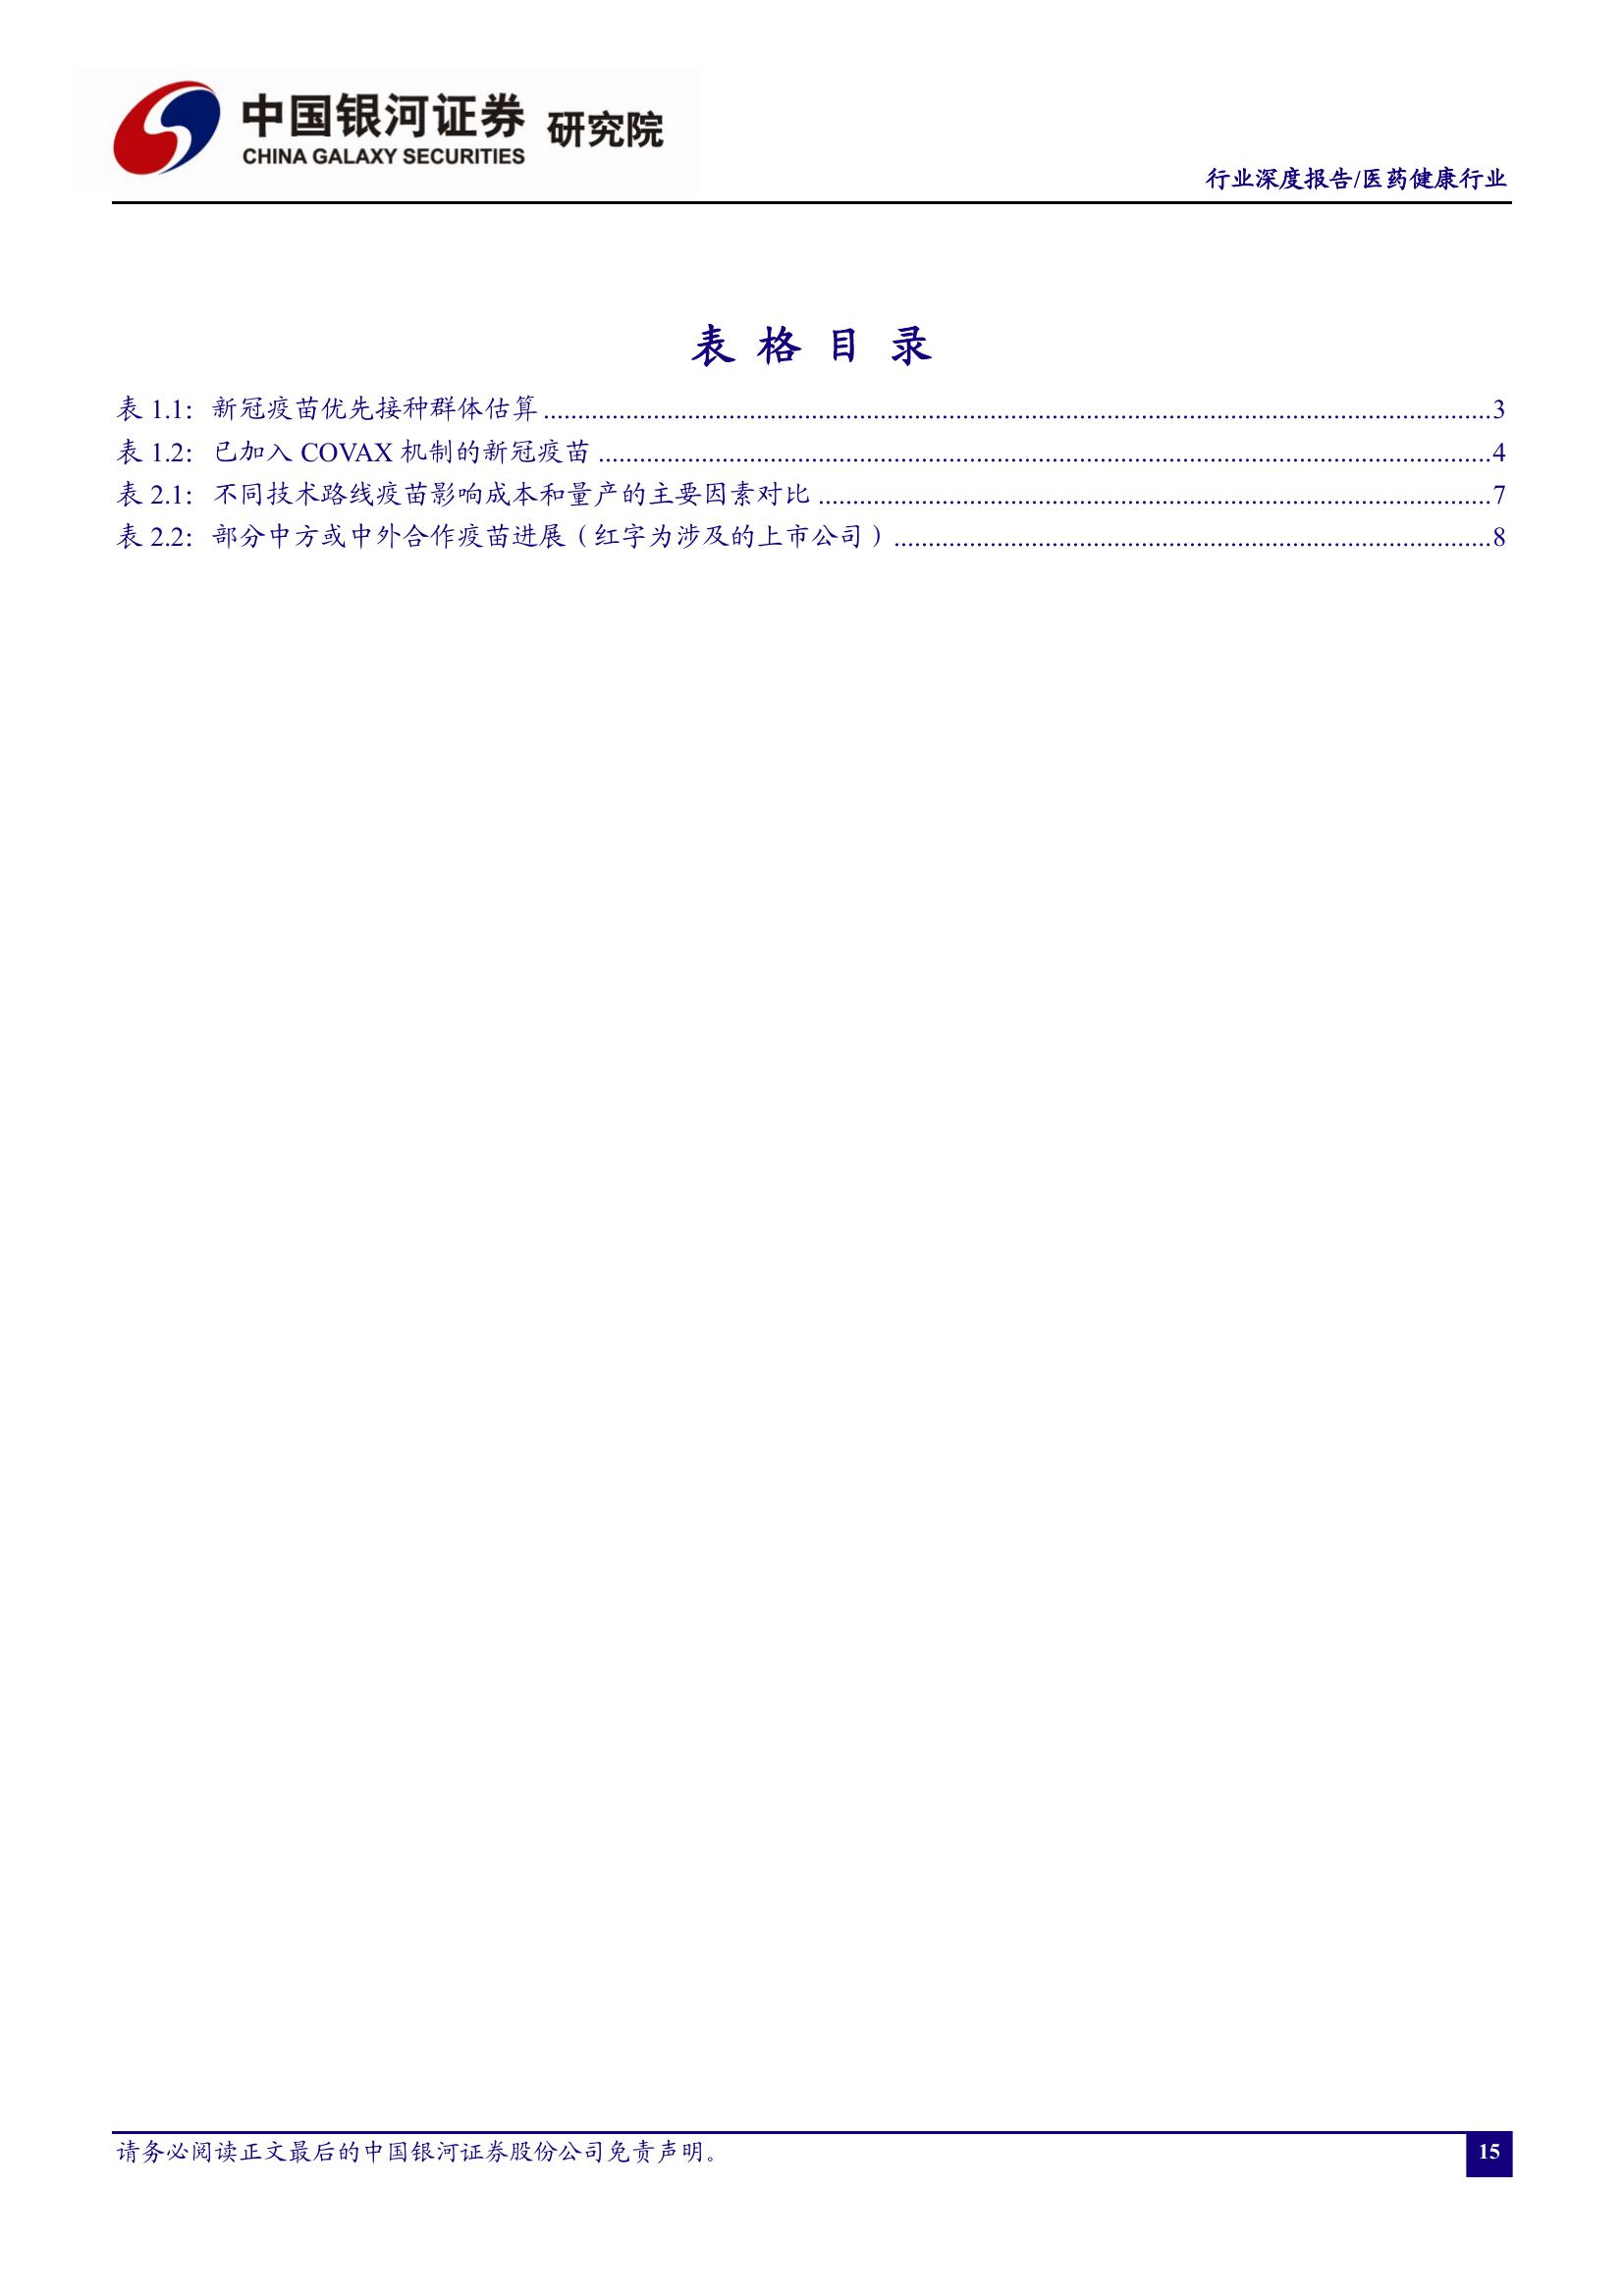 中国银河证券 研究院
CHINA GALAXY SECURITIES
行业深度报告/医药健康行业
表 格 目 录
表 1.1：新冠疫苗优先接种群体估算........................................3
表 1.2：已加入 COVAX 机制的新冠疫苗........................................4
表 2.1：不同技术路线疫苗影响成本和量产的主要因素对比........................................7
表 2.2：部分中方或中外合作疫苗进展（红字为涉及的上市公司）........................................8
请务必阅读正文最后的中国银河证券股份公司免责声明。
15